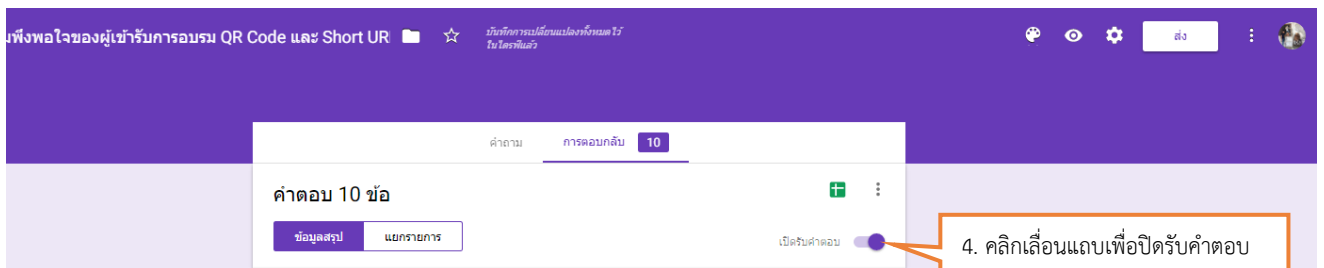 มพึงพอใจของผู้เข้ารับการอบรม QR Code และ Short UR
บันทึกการเปลี่ยนแปลงทั้งหมดไว้
ในไดรฟ์แล้ว
ส่ง
คำถาม การตอบกลับ 10
คำตอบ 10 ข้อ
ข้อมูลสรุป แยกรายการ
เปิดรับคำตอบ
4. คลิกเลื่อนแถบเพื่อปิดรับคำตอบ